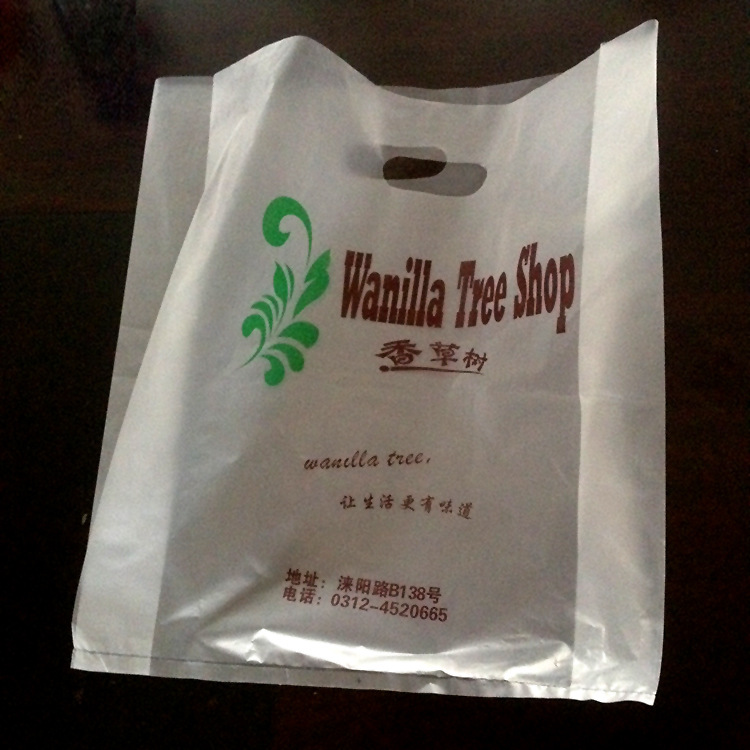 Wanilla Tree Shop
香草树
wanilla tree.
让生活更有味道
地址：涞阳路B138号
电话：0312-4520665